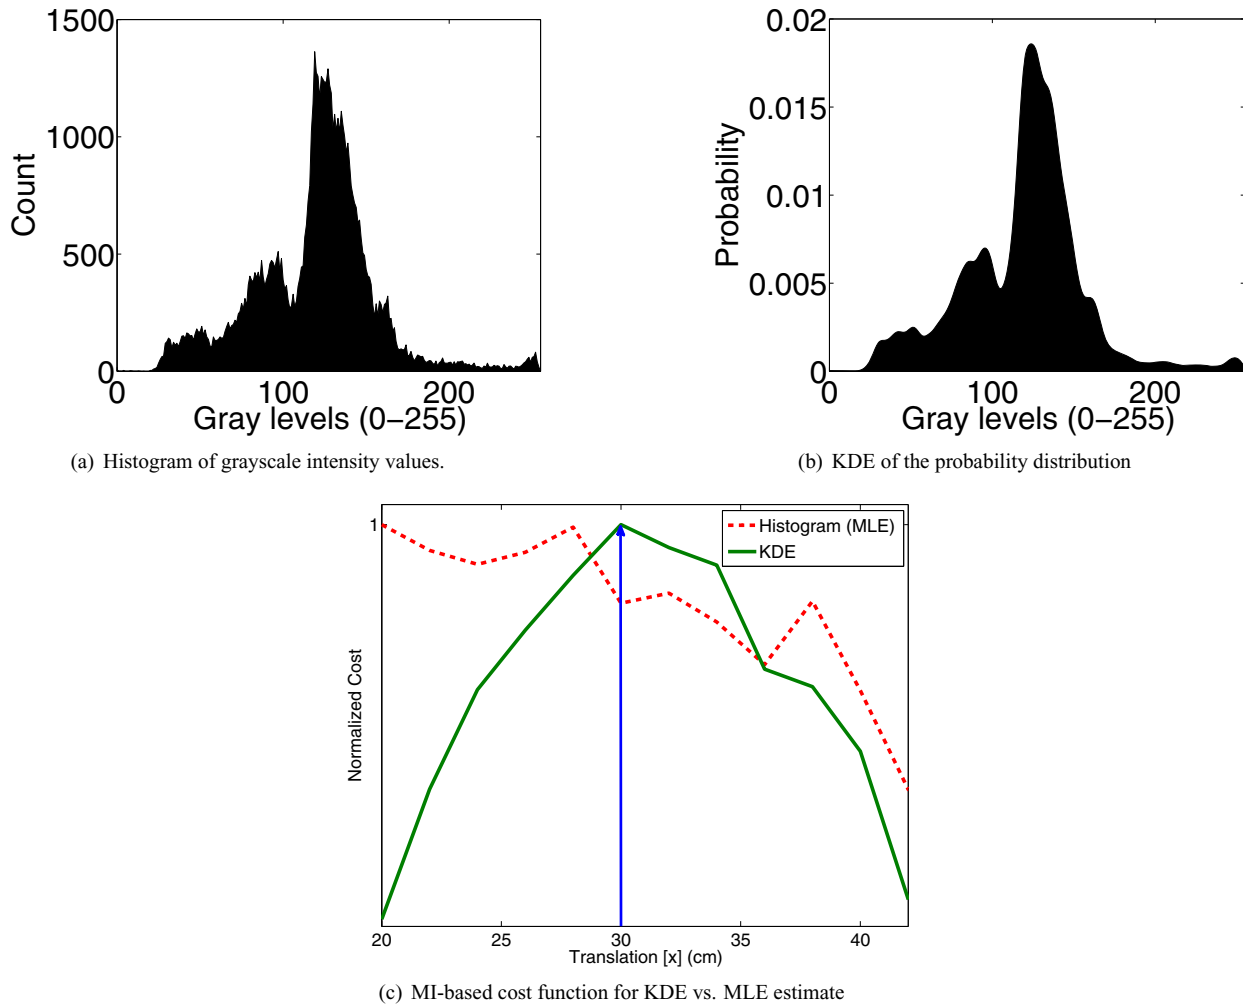 1500
1000
500
0
Count
0 100 200
Gray levels (0–255)
(a) Histogram of grayscale intensity values.
0.02
0.015
0.01
0.005
0
Probability
0 100 200
Gray levels (0–255)
(b) KDE of the probability distribution
1
Normalized Cost
Histogram (MLE)
KDE
20 25 30 35 40
Translation [x] (cm)
(c) MI-based cost function for KDE vs. MLE estimate